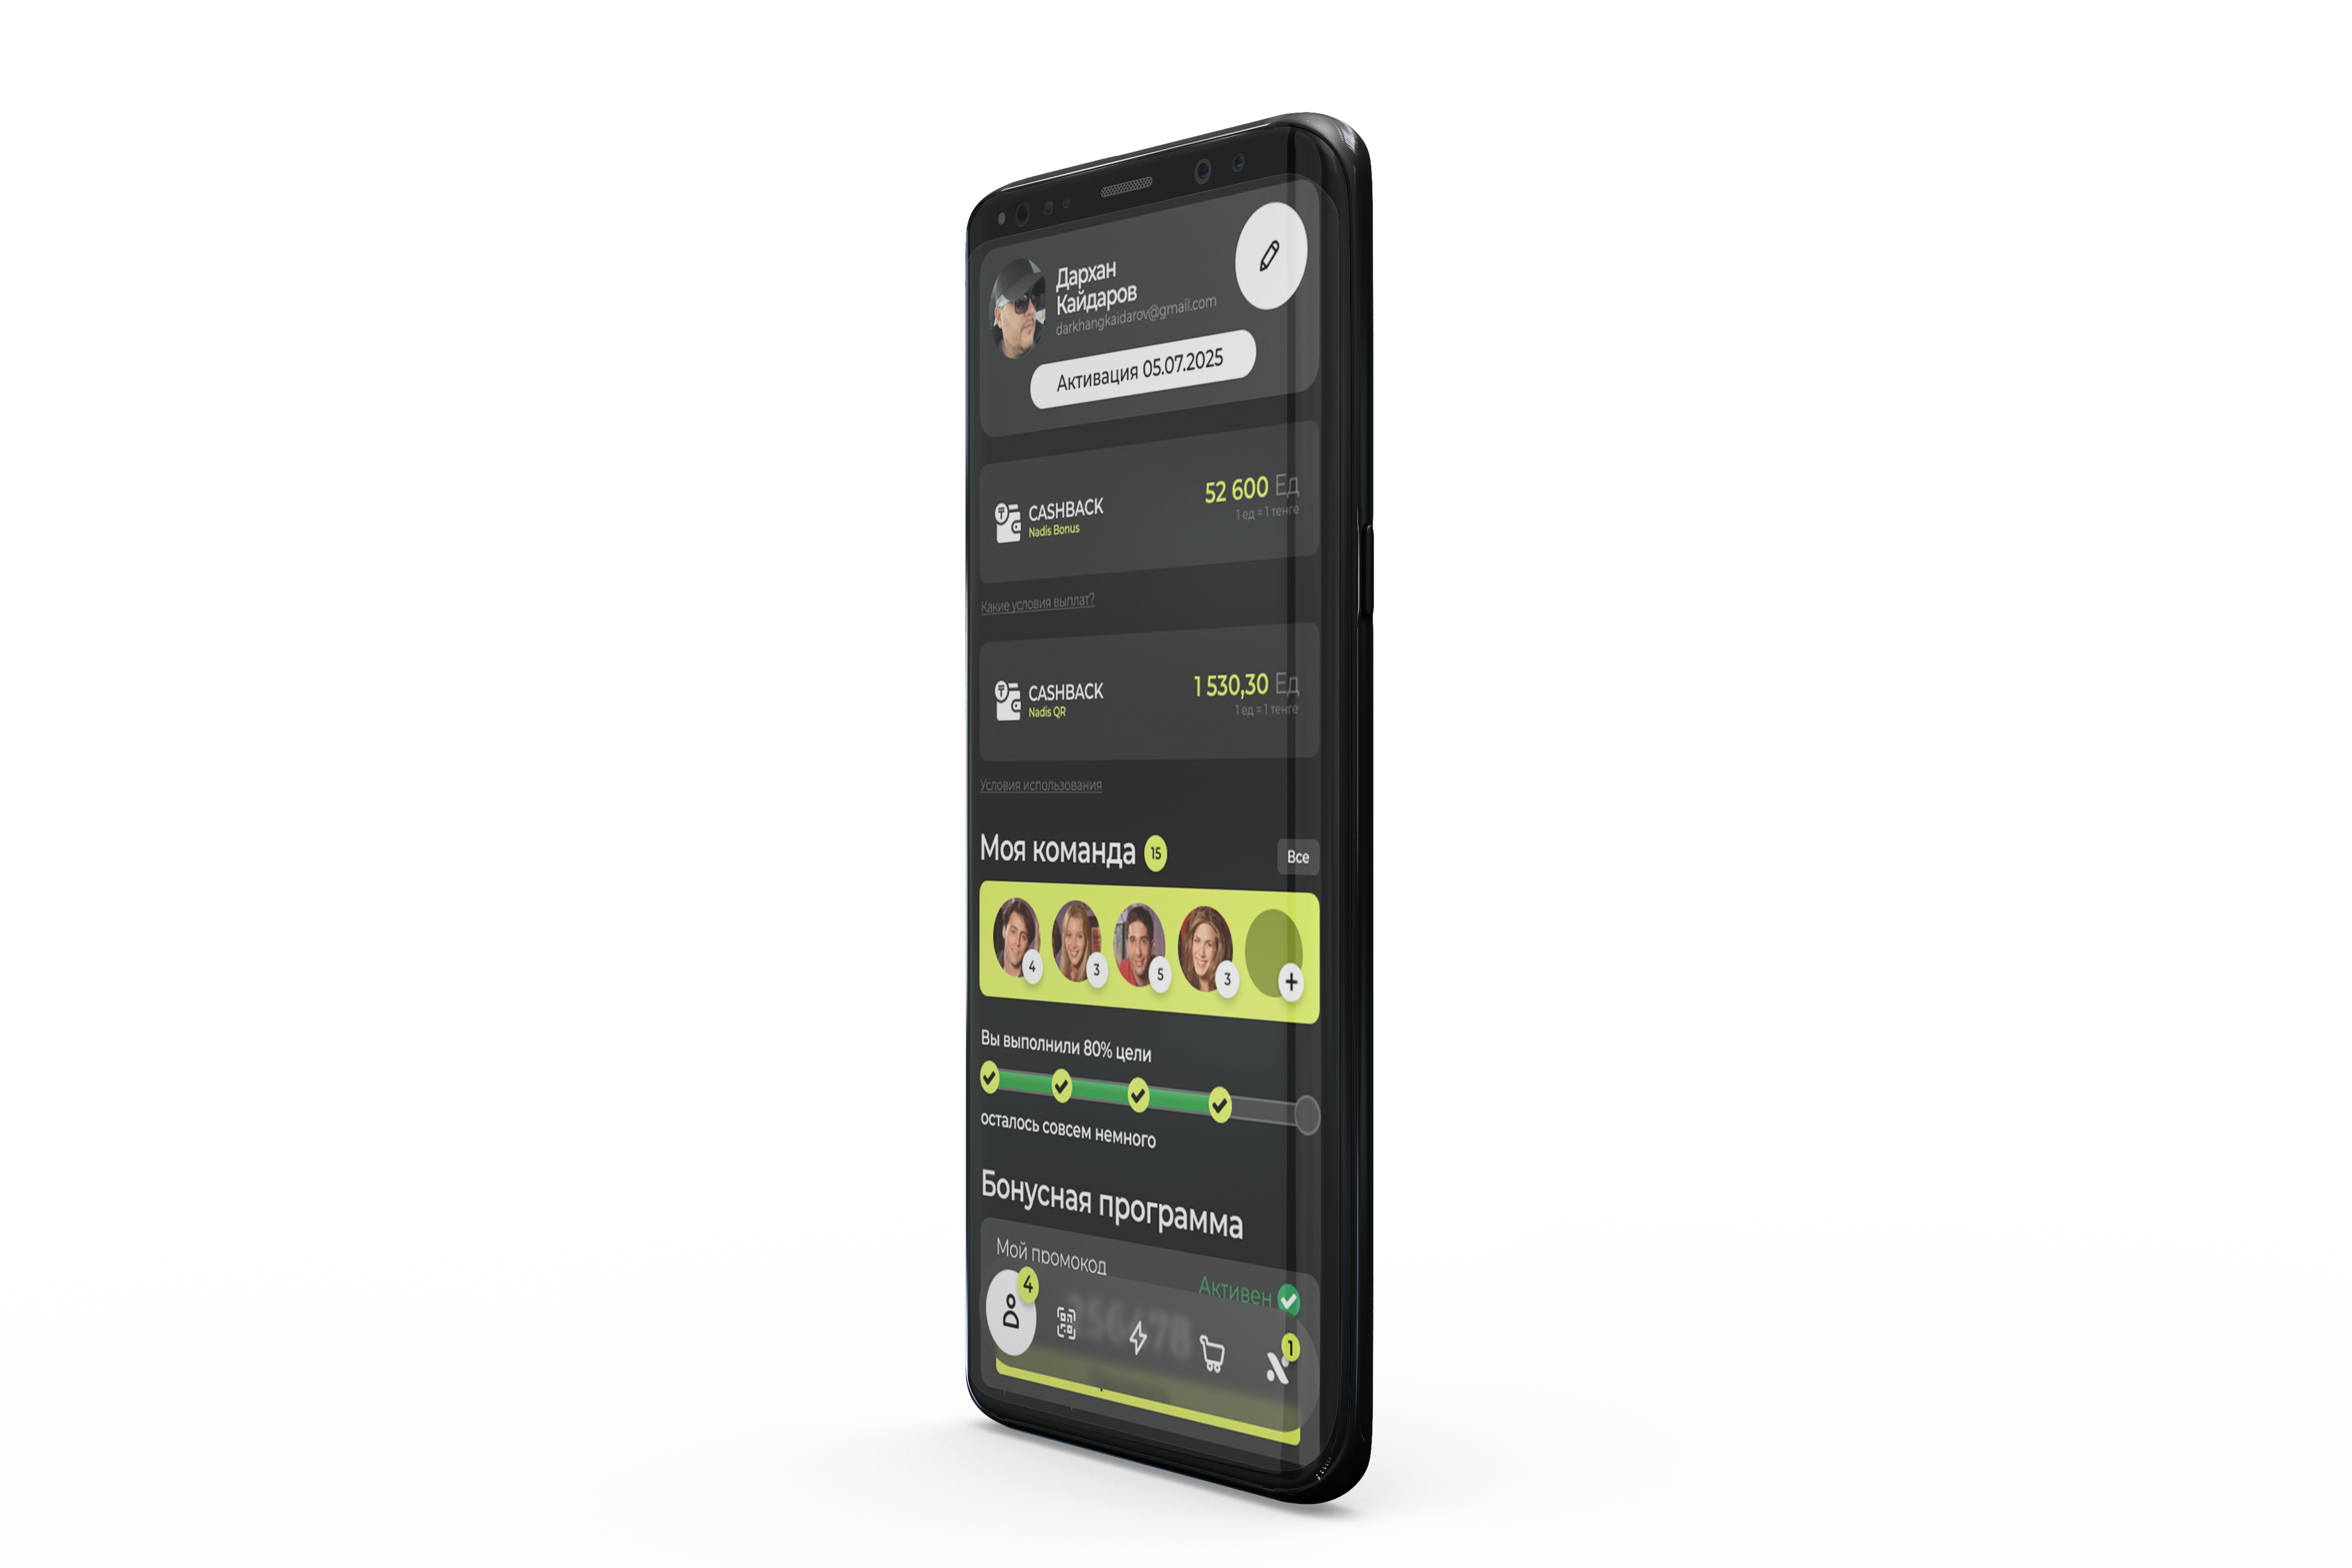 Дархан
Кайдаров
darkhangkaidarov@gmail.com
Активация 05.07.2025
CASHBACK
Nadis Bonus
52 600 Ед
1 ед = 1 тенге
Какие условия выплат?
CASHBACK
Nadis QR
1 530,30 Ед
1 ед = 1 тенге
Условия использования
Моя команда 15
Все
4 3 5 3 +
Вы выполнили 80% цели
осталось совсем немного
Бонусная программа
Мой промокод
Активен
4
1